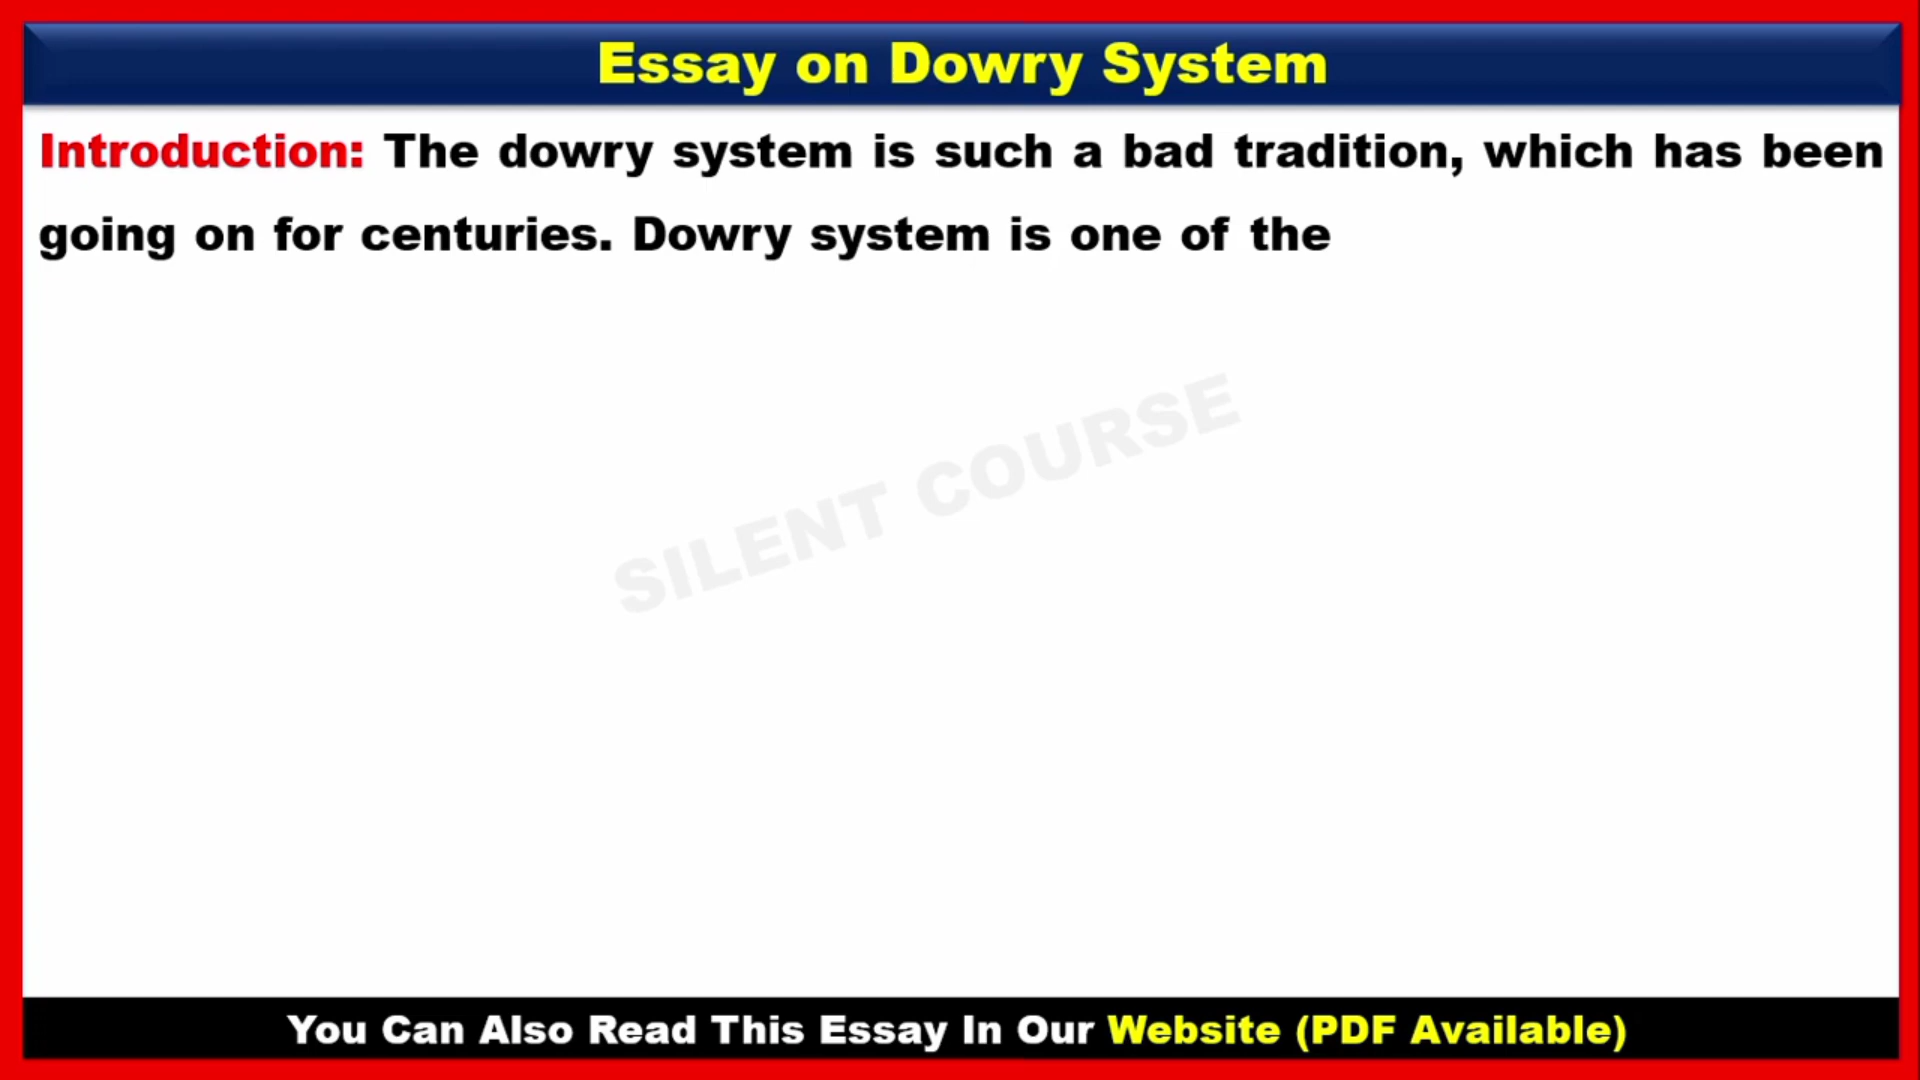 Essay on Dowry System
Introduction: The dowry system is such a bad tradition, which has been
going on for centuries. Dowry system is one of the
SILENT COURSE
You Can Also Read This Essay In Our Website (PDF Available)